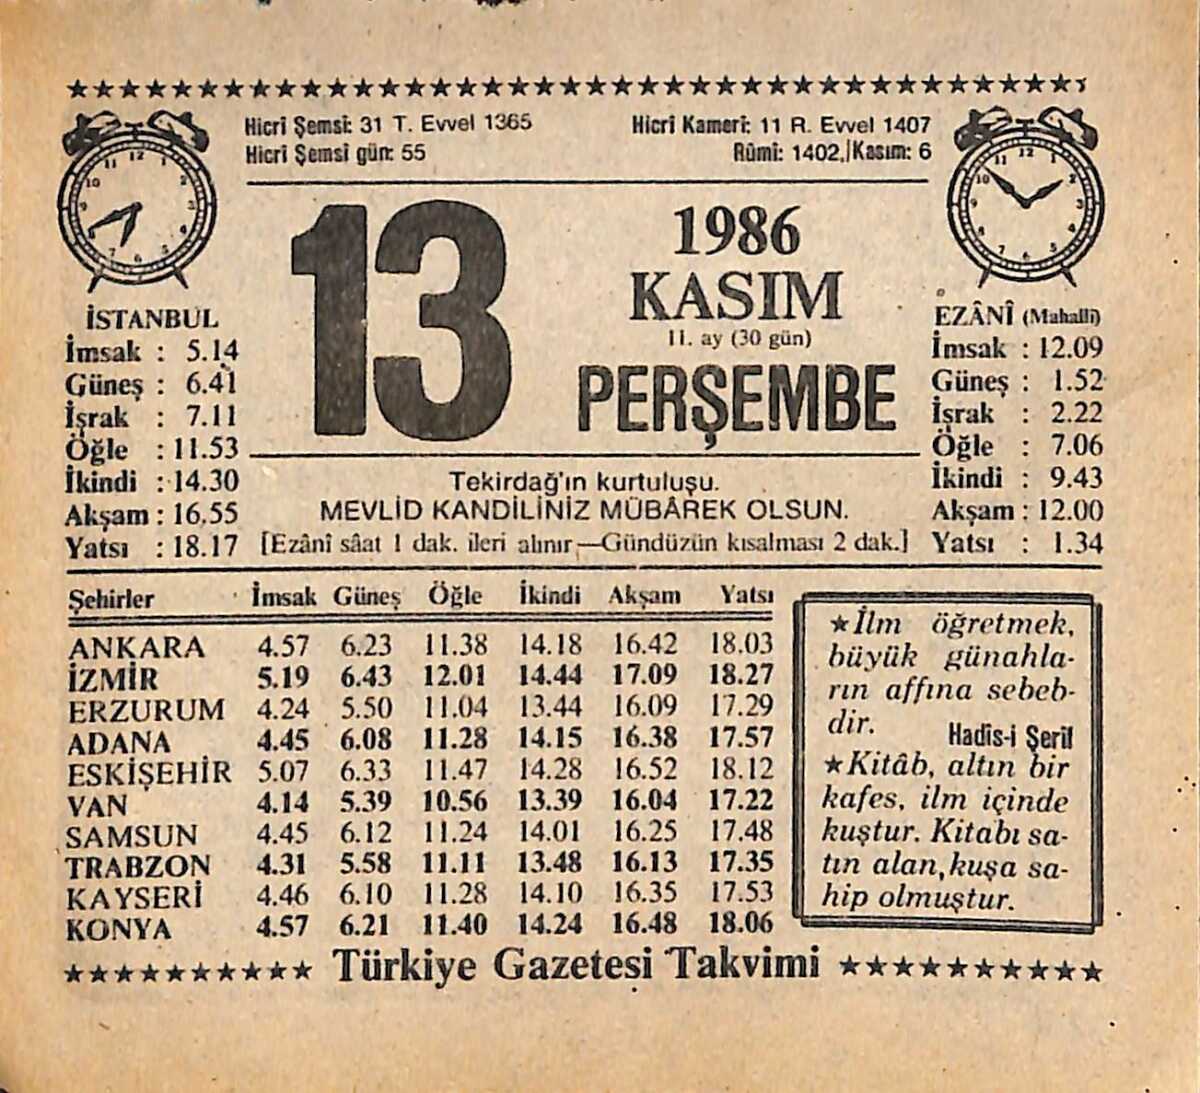 Hicrî Şemsî: 31 T. Evvel 1365
Hicrî Şemsî gün: 55
Hicrî Kamerî: 11 R. Evvel 1407
Rûmî: 1402, Kasım: 6
13
1986
KASIM
11. ay (30 gün)
PERŞEMBE
İSTANBUL
İmsak : 5.14
Güneş : 6.41
İşrak : 7.11
Öğle : 11.53
İkindi : 14.30
Akşam : 16.55
Yatsı : 18.17
EZÂNÎ (Mahallî)
İmsak : 12.09
Güneş : 1.52
İşrak : 2.22
Öğle : 7.06
İkindi : 9.43
Akşam : 12.00
Yatsı : 1.34
Tekirdağ'ın kurtuluşu.
MEVLİD KANDİLİNİZ MÜBÂREK OLSUN.
[Ezânî sâat 1 dak. ileri alınır,—Gündüzün kısalması 2 dak.]
Şehirler İmsak Güneş Öğle İkindi Akşam Yatsı
ANKARA 4.57 6.23 11.38 14.18 16.42 18.03
İZMİR 5.19 6.43 12.01 14.44 17.09 18.27
ERZURUM 4.24 5.50 11.04 13.44 16.09 17.29
ADANA 4.45 6.08 11.28 14.15 16.38 17.57
ESKİŞEHİR 5.07 6.33 11.47 14.28 16.52 18.12
VAN 4.14 5.39 10.56 13.39 16.04 17.22
SAMSUN 4.45 6.12 11.24 14.01 16.25 17.48
TRABZON 4.31 5.58 11.11 13.48 16.13 17.35
KAYSERİ 4.46 6.10 11.28 14.10 16.35 17.53
KONYA 4.57 6.21 11.40 14.24 16.48 18.06
★İlm öğretmek,
büyük günahla-
rın affına sebeb-
dir. Hadîs-i Şerîf
★Kitâb, altın bir
kafes, ilm içinde
kuştur. Kitabı sa-
tın alan, kuşa sa-
hip olmuştur.
★★★★★★★★★★ Türkiye Gazetesi Takvimi ★★★★★★★★★★